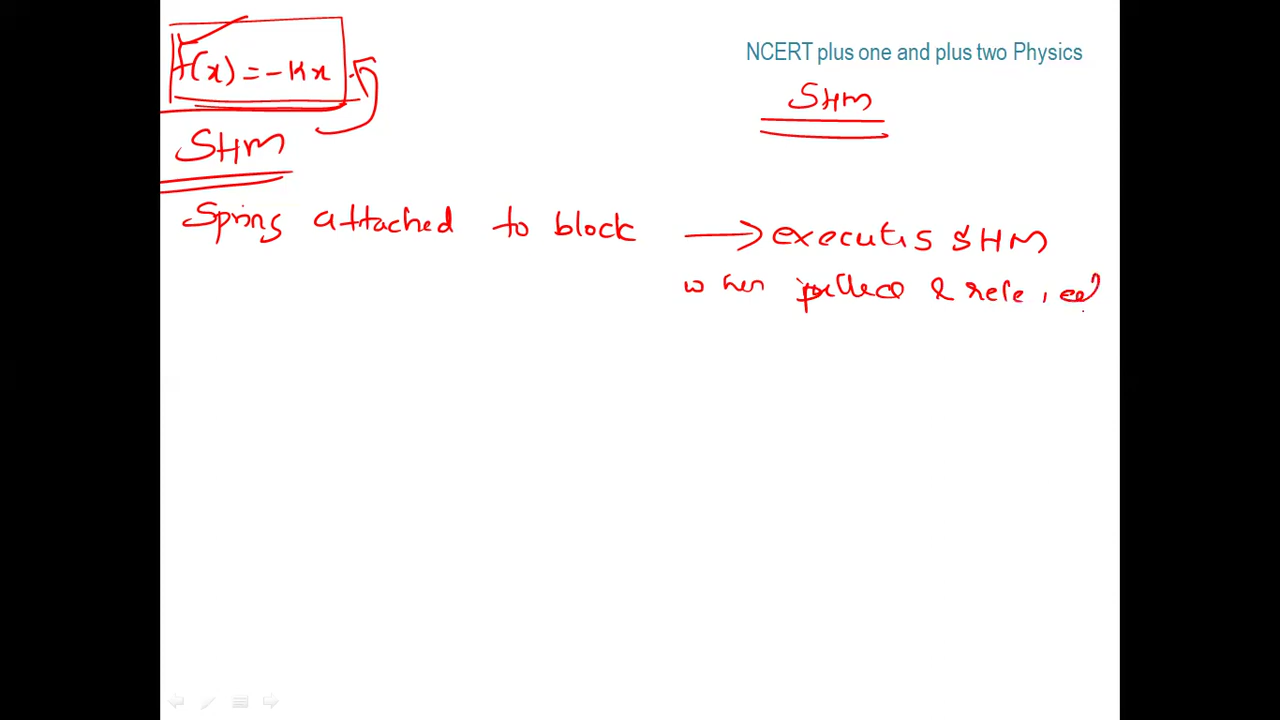 f(x) = -kx
NCERT plus one and plus two Physics
SHM
SHM
Spring attached to block → executes SHM
when pulled & released